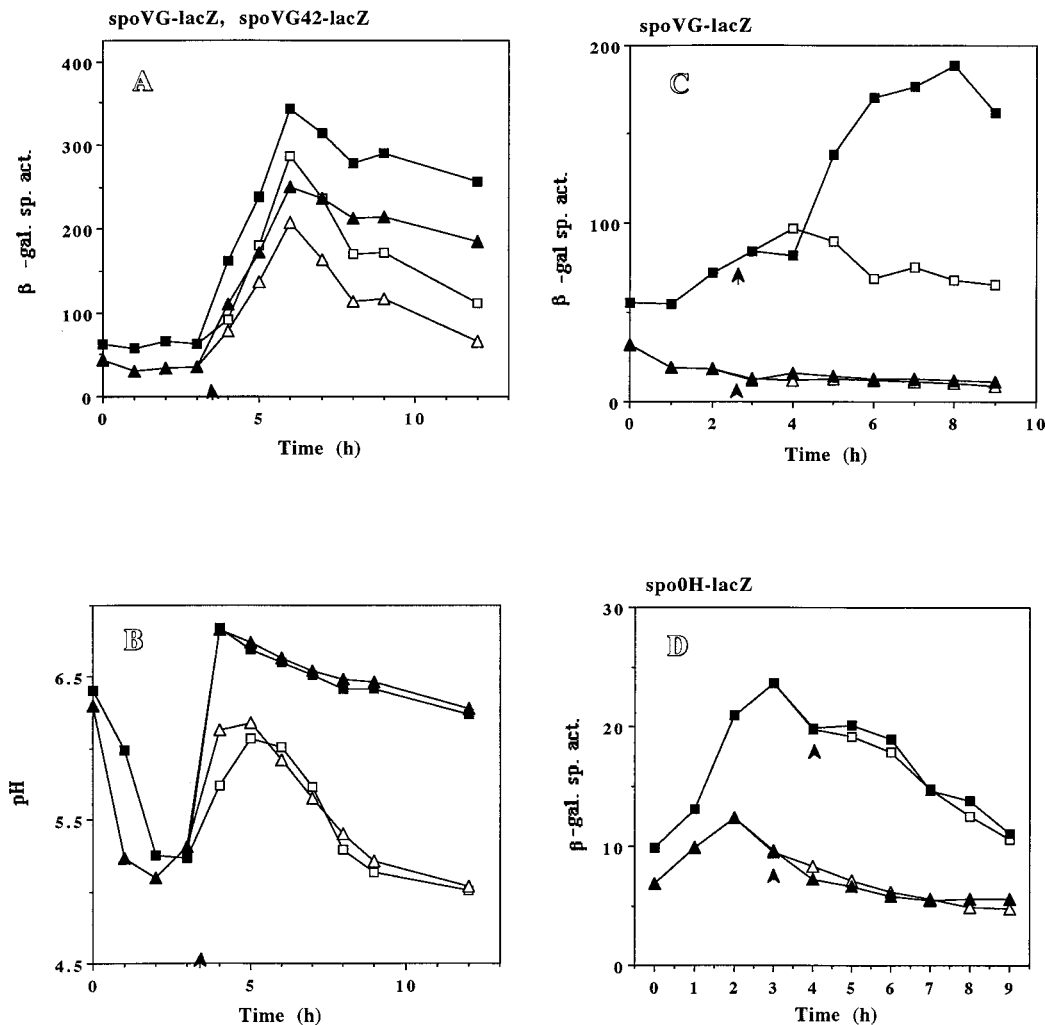 spoVG-lacZ, spoVG42-lacZ
A
400
300
200
100
0
β -gal. sp. act.
0 5 10
Time (h)
spoVG-lacZ
C
200
100
0
β -gal sp. act.
0 2 4 6 8 10
Time (h)
B
6.5
5.5
4.5
pH
0 5 10
Time (h)
spo0H-lacZ
D
30
20
10
0
β -gal. sp. act.
0 1 2 3 4 5 6 7 8 9
Time (h)